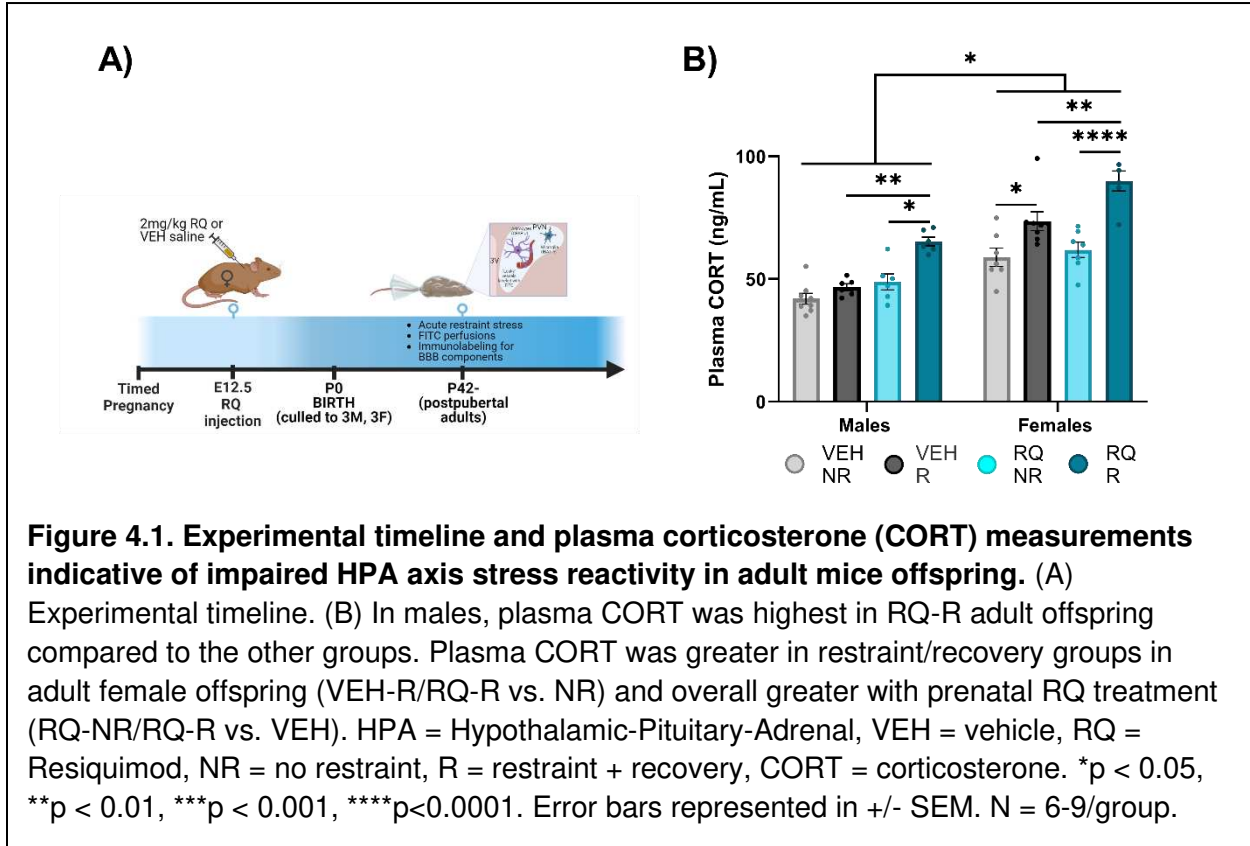 A)
2mg/kg RQ or
VEH saline
♀
PVN
3V
• Acute restraint stress
• FITC perfusions
• Immunolabeling for
BBB components
Timed
Pregnancy
E12.5
RQ
injection
P0
BIRTH
(culled to 3M, 3F)
P42-
(postpubertal
adults)
B)
*
**
****
**
*
*
Plasma CORT (ng/mL)
100
50
0
Males
Females
VEH
NR
VEH
R
RQ
NR
RQ
R
Figure 4.1. Experimental timeline and plasma corticosterone (CORT) measurements
indicative of impaired HPA axis stress reactivity in adult mice offspring. (A)
Experimental timeline. (B) In males, plasma CORT was highest in RQ-R adult offspring
compared to the other groups. Plasma CORT was greater in restraint/recovery groups in
adult female offspring (VEH-R/RQ-R vs. NR) and overall greater with prenatal RQ treatment
(RQ-NR/RQ-R vs. VEH). HPA = Hypothalamic-Pituitary-Adrenal, VEH = vehicle, RQ =
Resiquimod, NR = no restraint, R = restraint + recovery, CORT = corticosterone. *p < 0.05,
**p < 0.01, ***p < 0.001, ****p<0.0001. Error bars represented in +/- SEM. N = 6-9/group.